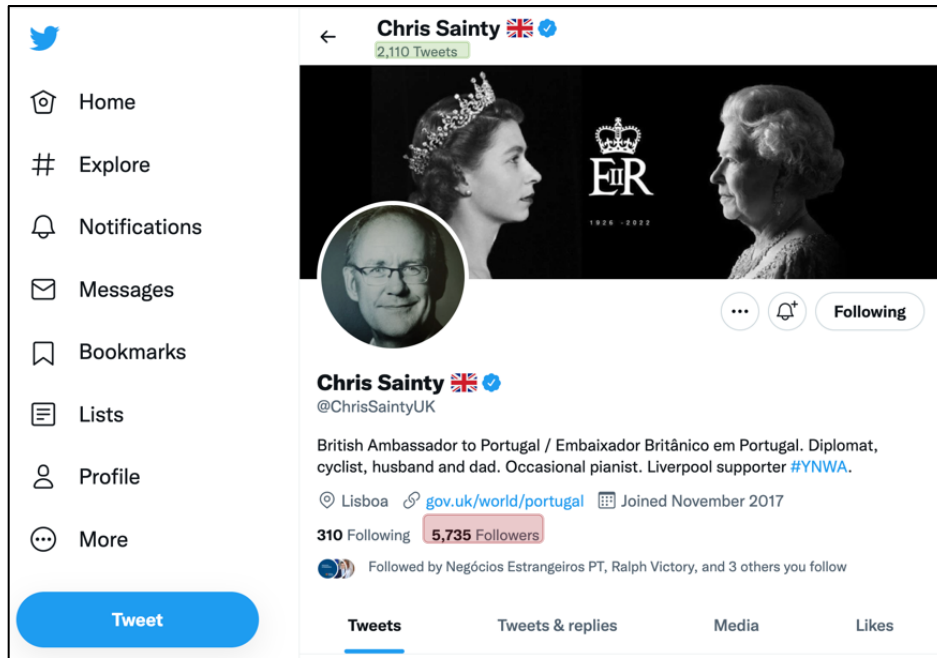 Home
Explore
Notifications
Messages
Bookmarks
Lists
Profile
More
Tweet
Chris Sainty
2,110 Tweets
EIIR
1926 - 2022
Following
Chris Sainty
@ChrisSaintyUK
British Ambassador to Portugal / Embaixador Britânico em Portugal. Diplomat,
cyclist, husband and dad. Occasional pianist. Liverpool supporter #YNWA.
Lisboa gov.uk/world/portugal Joined November 2017
310 Following 5,735 Followers
Followed by Negócios Estrangeiros PT, Ralph Victory, and 3 others you follow
Tweets Tweets & replies Media Likes